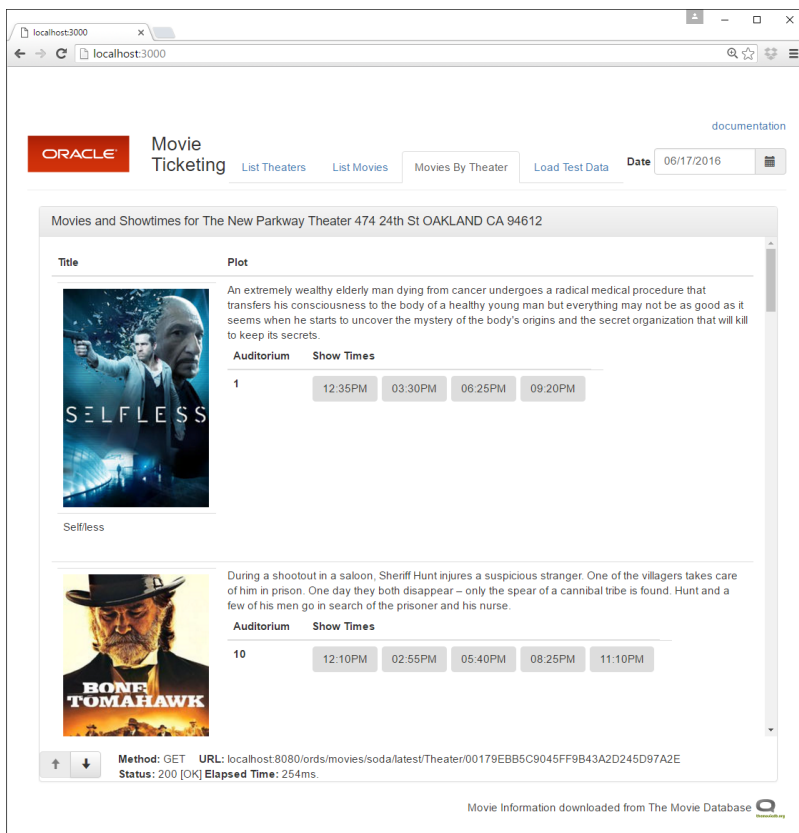 localhost:3000
localhost:3000
documentation
ORACLE
Movie
Ticketing
List Theaters
List Movies
Movies By Theater
Load Test Data
Date
06/17/2016
Movies and Showtimes for The New Parkway Theater 474 24th St OAKLAND CA 94612
Title
Plot
An extremely wealthy elderly man dying from cancer undergoes a radical medical procedure that
transfers his consciousness to the body of a healthy young man but everything may not be as good as it
seems when he starts to uncover the mystery of the body's origins and the secret organization that will kill
to keep its secrets.
Auditorium Show Times
1 12:35PM 03:30PM 06:25PM 09:20PM
SELFLESS
Self/less
During a shootout in a saloon, Sheriff Hunt injures a suspicious stranger. One of the villagers takes care
of him in prison. One day they both disappear – only the spear of a cannibal tribe is found. Hunt and a
few of his men go in search of the prisoner and his nurse.
Auditorium Show Times
10 12:10PM 02:55PM 05:40PM 08:25PM 11:10PM
BONE
TOMAHAWK
Method: GET URL: localhost:8080/ords/movies/soda/latest/Theater/00179EBB5C9045FF9B43A2D245D97A2E
Status: 200 [OK] Elapsed Time: 254ms.
Movie Information downloaded from The Movie Database